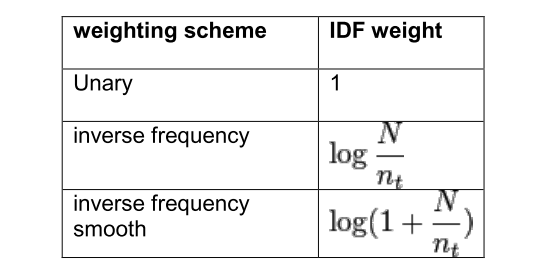 weighting scheme IDF weight
Unary 1
inverse frequency log N/n_t
inverse frequency
smooth log(1 + N/n_t)